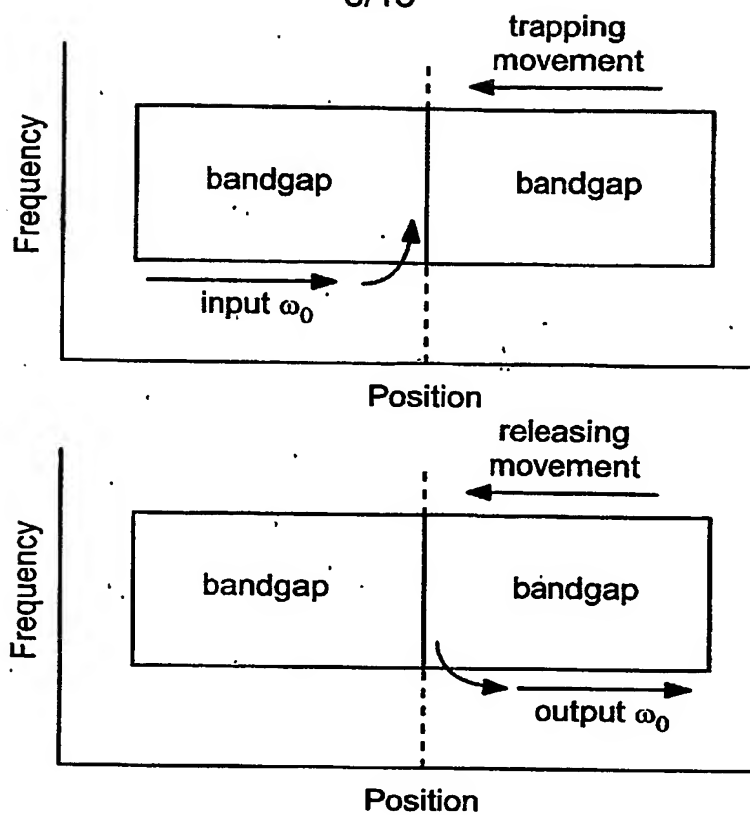 trapping
movement
Frequency
bandgap
bandgap
input ω₀
Position
releasing
movement
Frequency
bandgap
bandgap
output ω₀
Position